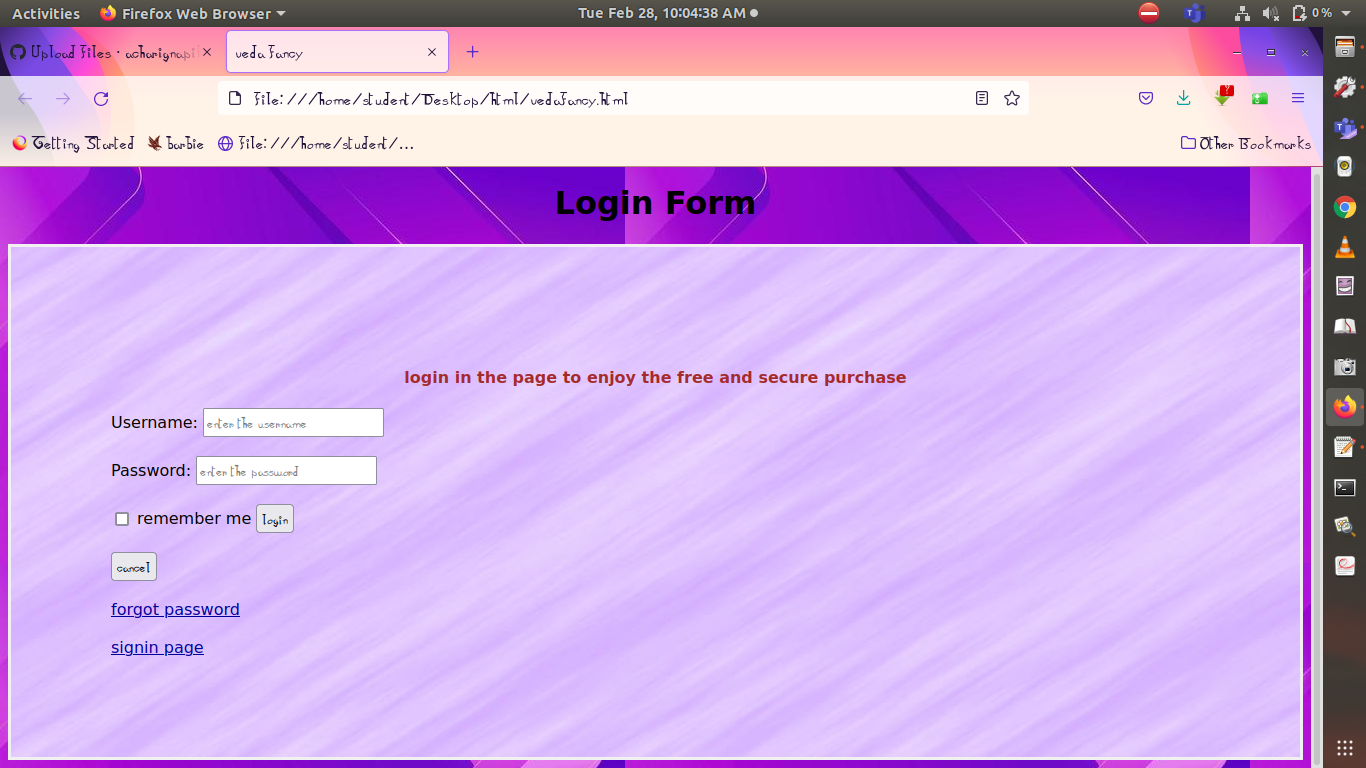 Activities Firefox Web Browser Tue Feb 28, 10:04:38 AM 0 %
Upload files · acharignapi veda fancy
file:///home/student/Desktop/html/vedafancy.html
Getting Started barbie file:///home/student/... Other Bookmarks
Login Form
login in the page to enjoy the free and secure purchase
Username: enter the username
Password: enter the password
remember me login
cancel
forgot password
signin page